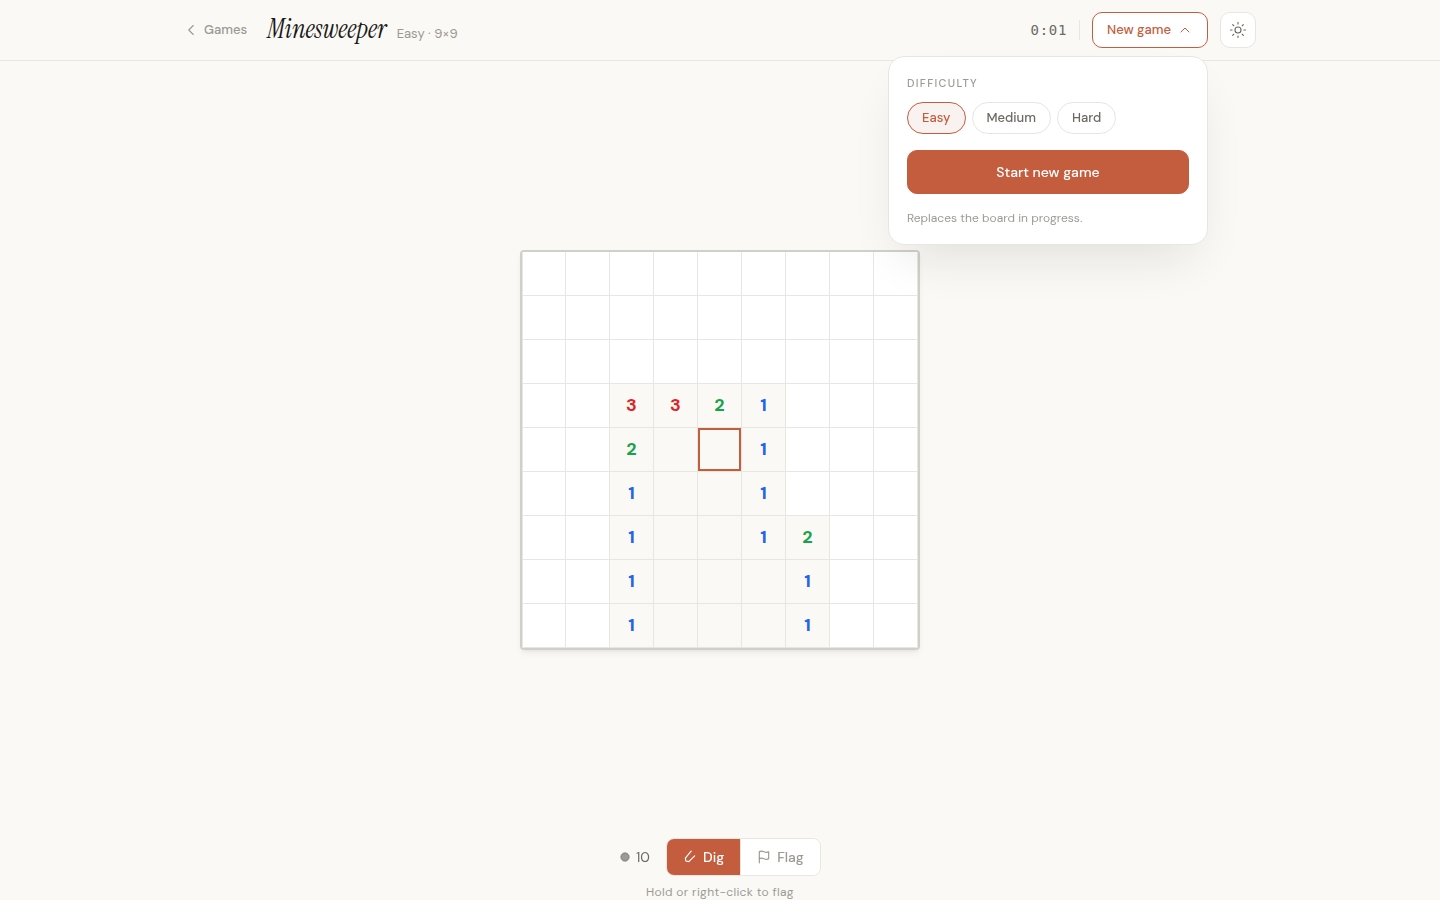 Games Minesweeper Easy · 9×9 0:01 New game
DIFFICULTY
Easy Medium Hard
Start new game
Replaces the board in progress.
3 3 2 1
2 1
1 1
1 1 2
1 1
1 1
10 Dig Flag
Hold or right-click to flag